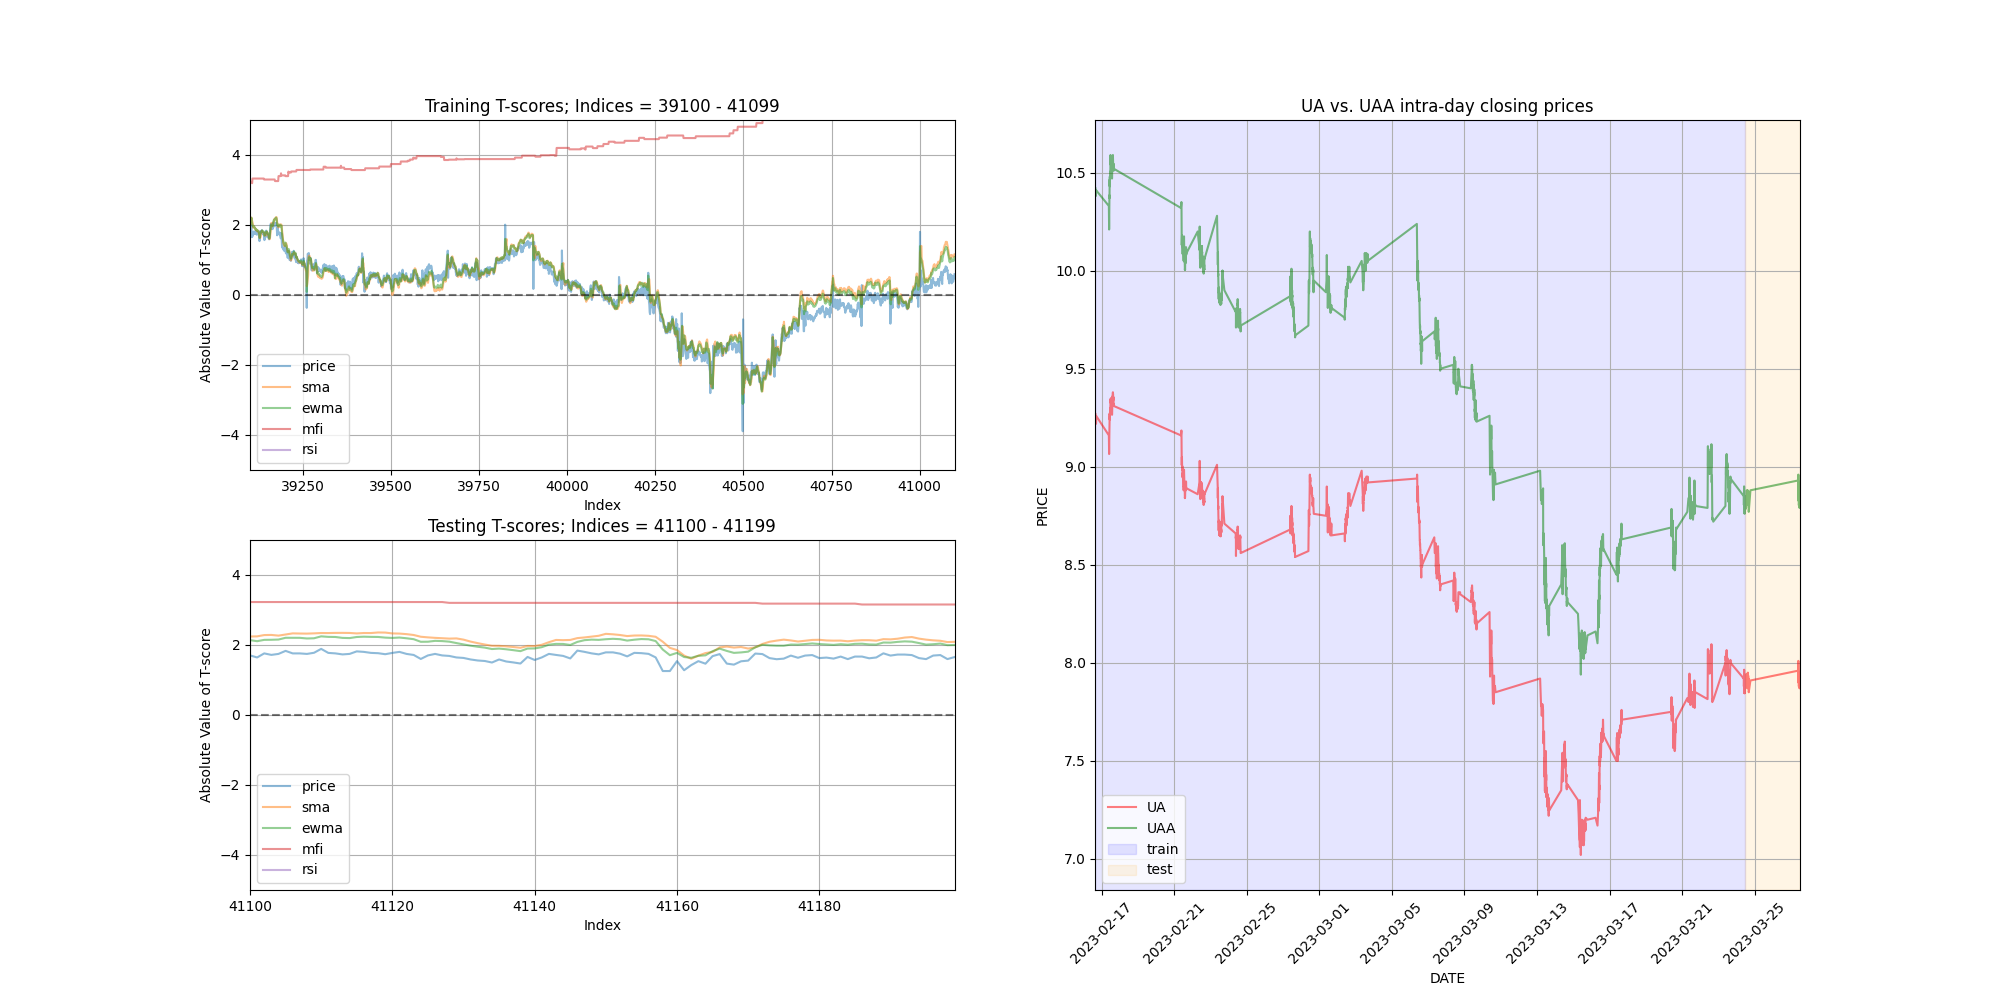 Training T-scores; Indices = 39100 - 41099
Absolute Value of T-score
4
2
0
−2
−4
price
sma
ewma
mfi
rsi
39250 39500 39750 40000 40250 40500 40750 41000
Index
Testing T-scores; Indices = 41100 - 41199
Absolute Value of T-score
4
2
0
−2
−4
price
sma
ewma
mfi
rsi
41100 41120 41140 41160 41180
Index
UA vs. UAA intra-day closing prices
PRICE
10.5
10.0
9.5
9.0
8.5
8.0
7.5
7.0
UA
UAA
train
test
2023-02-17 2023-02-21 2023-02-25 2023-03-01 2023-03-05 2023-03-09 2023-03-13 2023-03-17 2023-03-21 2023-03-25
DATE